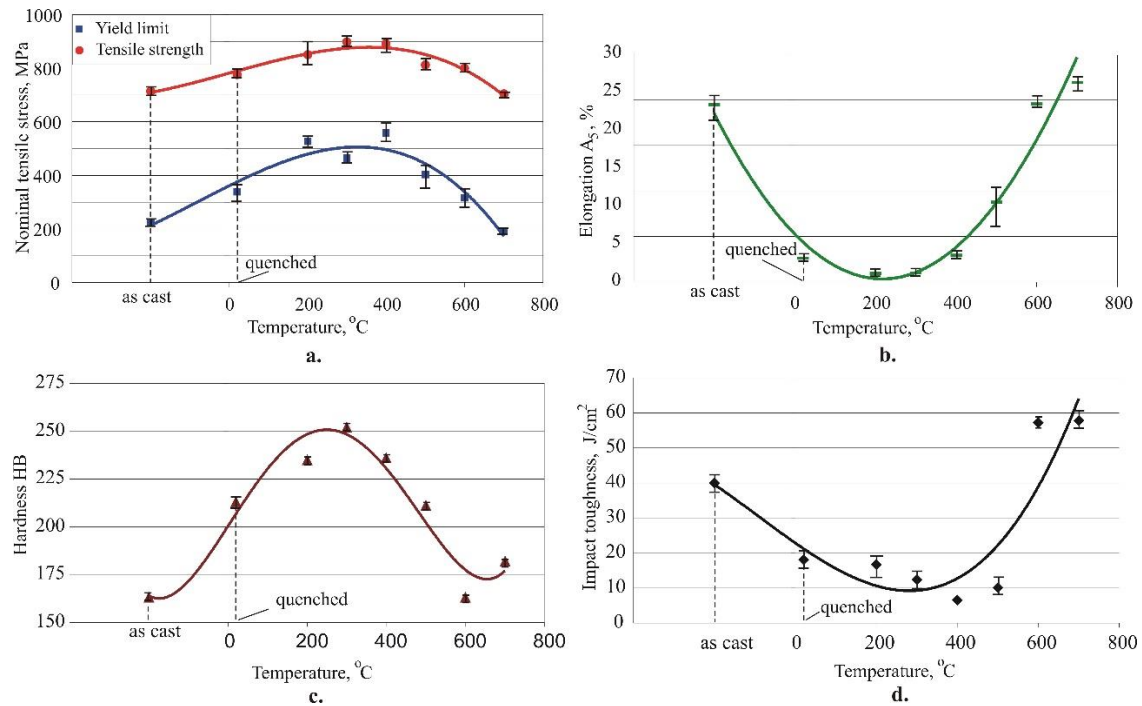 Yield limit
Tensile strength
1000
800
600
400
200
0
Nominal tensile stress, MPa
as cast
quenched
0 200 400 600 800
Temperature, °C
a.
30
25
20
15
10
5
0
Elongation A5, %
quenched
as cast
0 200 400 600 800
Temperature, °C
b.
275
250
225
200
175
150
Hardness HB
as cast
quenched
0 200 400 600 800
Temperature, °C
c.
70
60
50
40
30
20
10
0
Impact toughness, J/cm²
as cast
quenched
0 200 400 600 800
Temperature, °C
d.